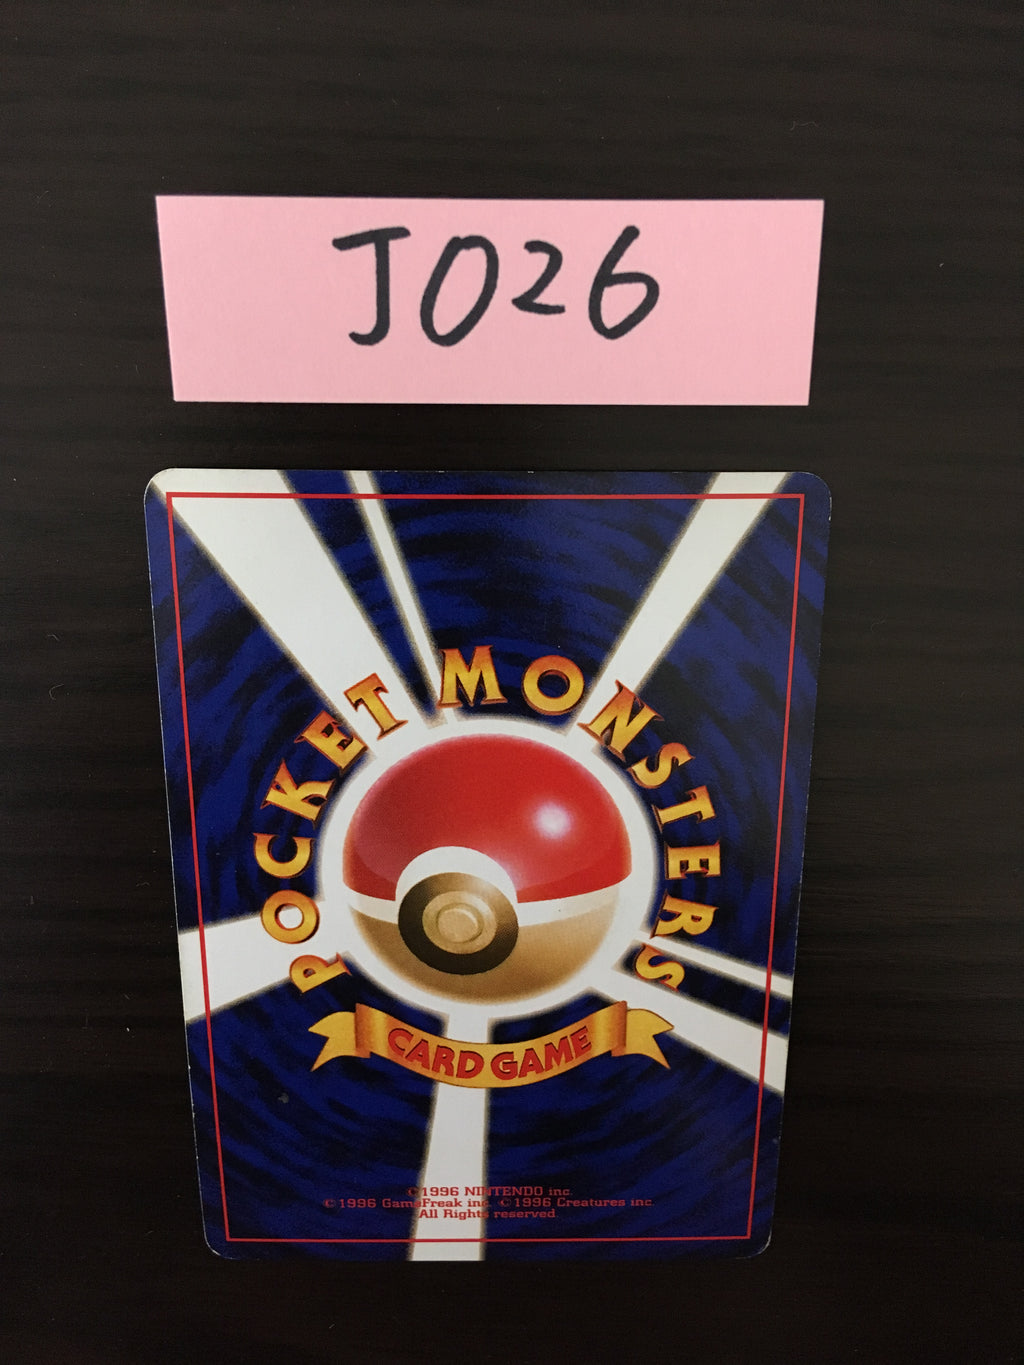 J026
POCKET MONSTERS
CARD GAME
©1996 NINTENDO inc.
©1996 GameFreak inc. ©1996 Creatures inc.
All Rights reserved.